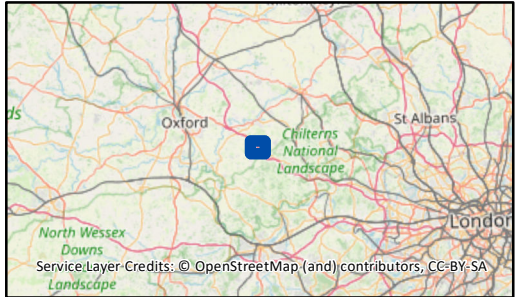 ds
Oxford
St Albans
Chilterns
National
Landscape
London
North Wessex
Downs
Landscape
Service Layer Credits: © OpenStreetMap (and) contributors, CC-BY-SA